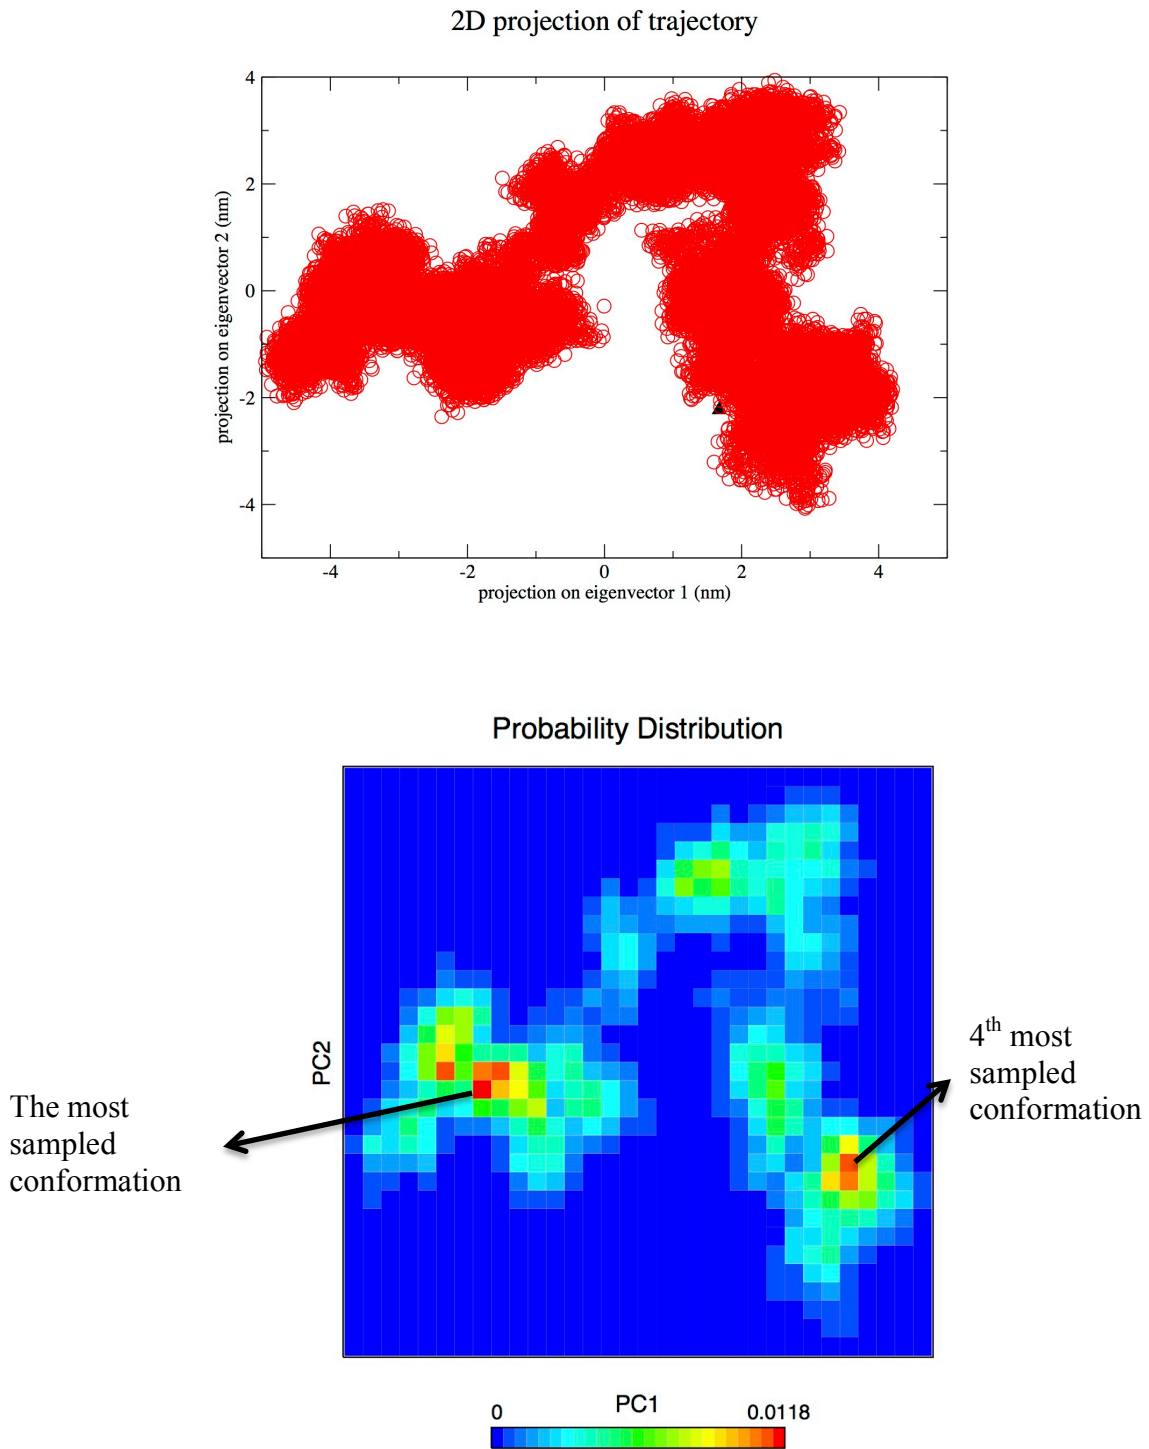 2D projection of trajectory
4
2
0
-2
-4
projection on eigenvector 2 (nm)
-4 -2 0 2 4
projection on eigenvector 1 (nm)
Probability Distribution
PC2
The most
sampled
conformation
4th most
sampled
conformation
PC1
0 0.0118